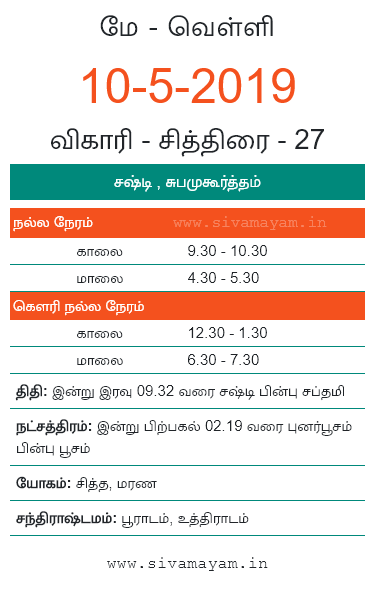 மே - வெள்ளி
10-5-2019
விகாரி - சித்திரை - 27
சஷ்டி , சுபமுகூர்த்தம்
நல்ல நேரம் www.sivamayam.in
காலை 9.30 - 10.30
மாலை 4.30 - 5.30
கௌரி நல்ல நேரம்
காலை 12.30 - 1.30
மாலை 6.30 - 7.30
திதி: இன்று இரவு 09.32 வரை சஷ்டி பின்பு சப்தமி
நட்சத்திரம்: இன்று பிற்பகல் 02.19 வரை புனர்பூசம்
பின்பு பூசம்
யோகம்: சித்த, மரண
சந்திராஷ்டமம்: பூராடம், உத்திராடம்
www.sivamayam.in